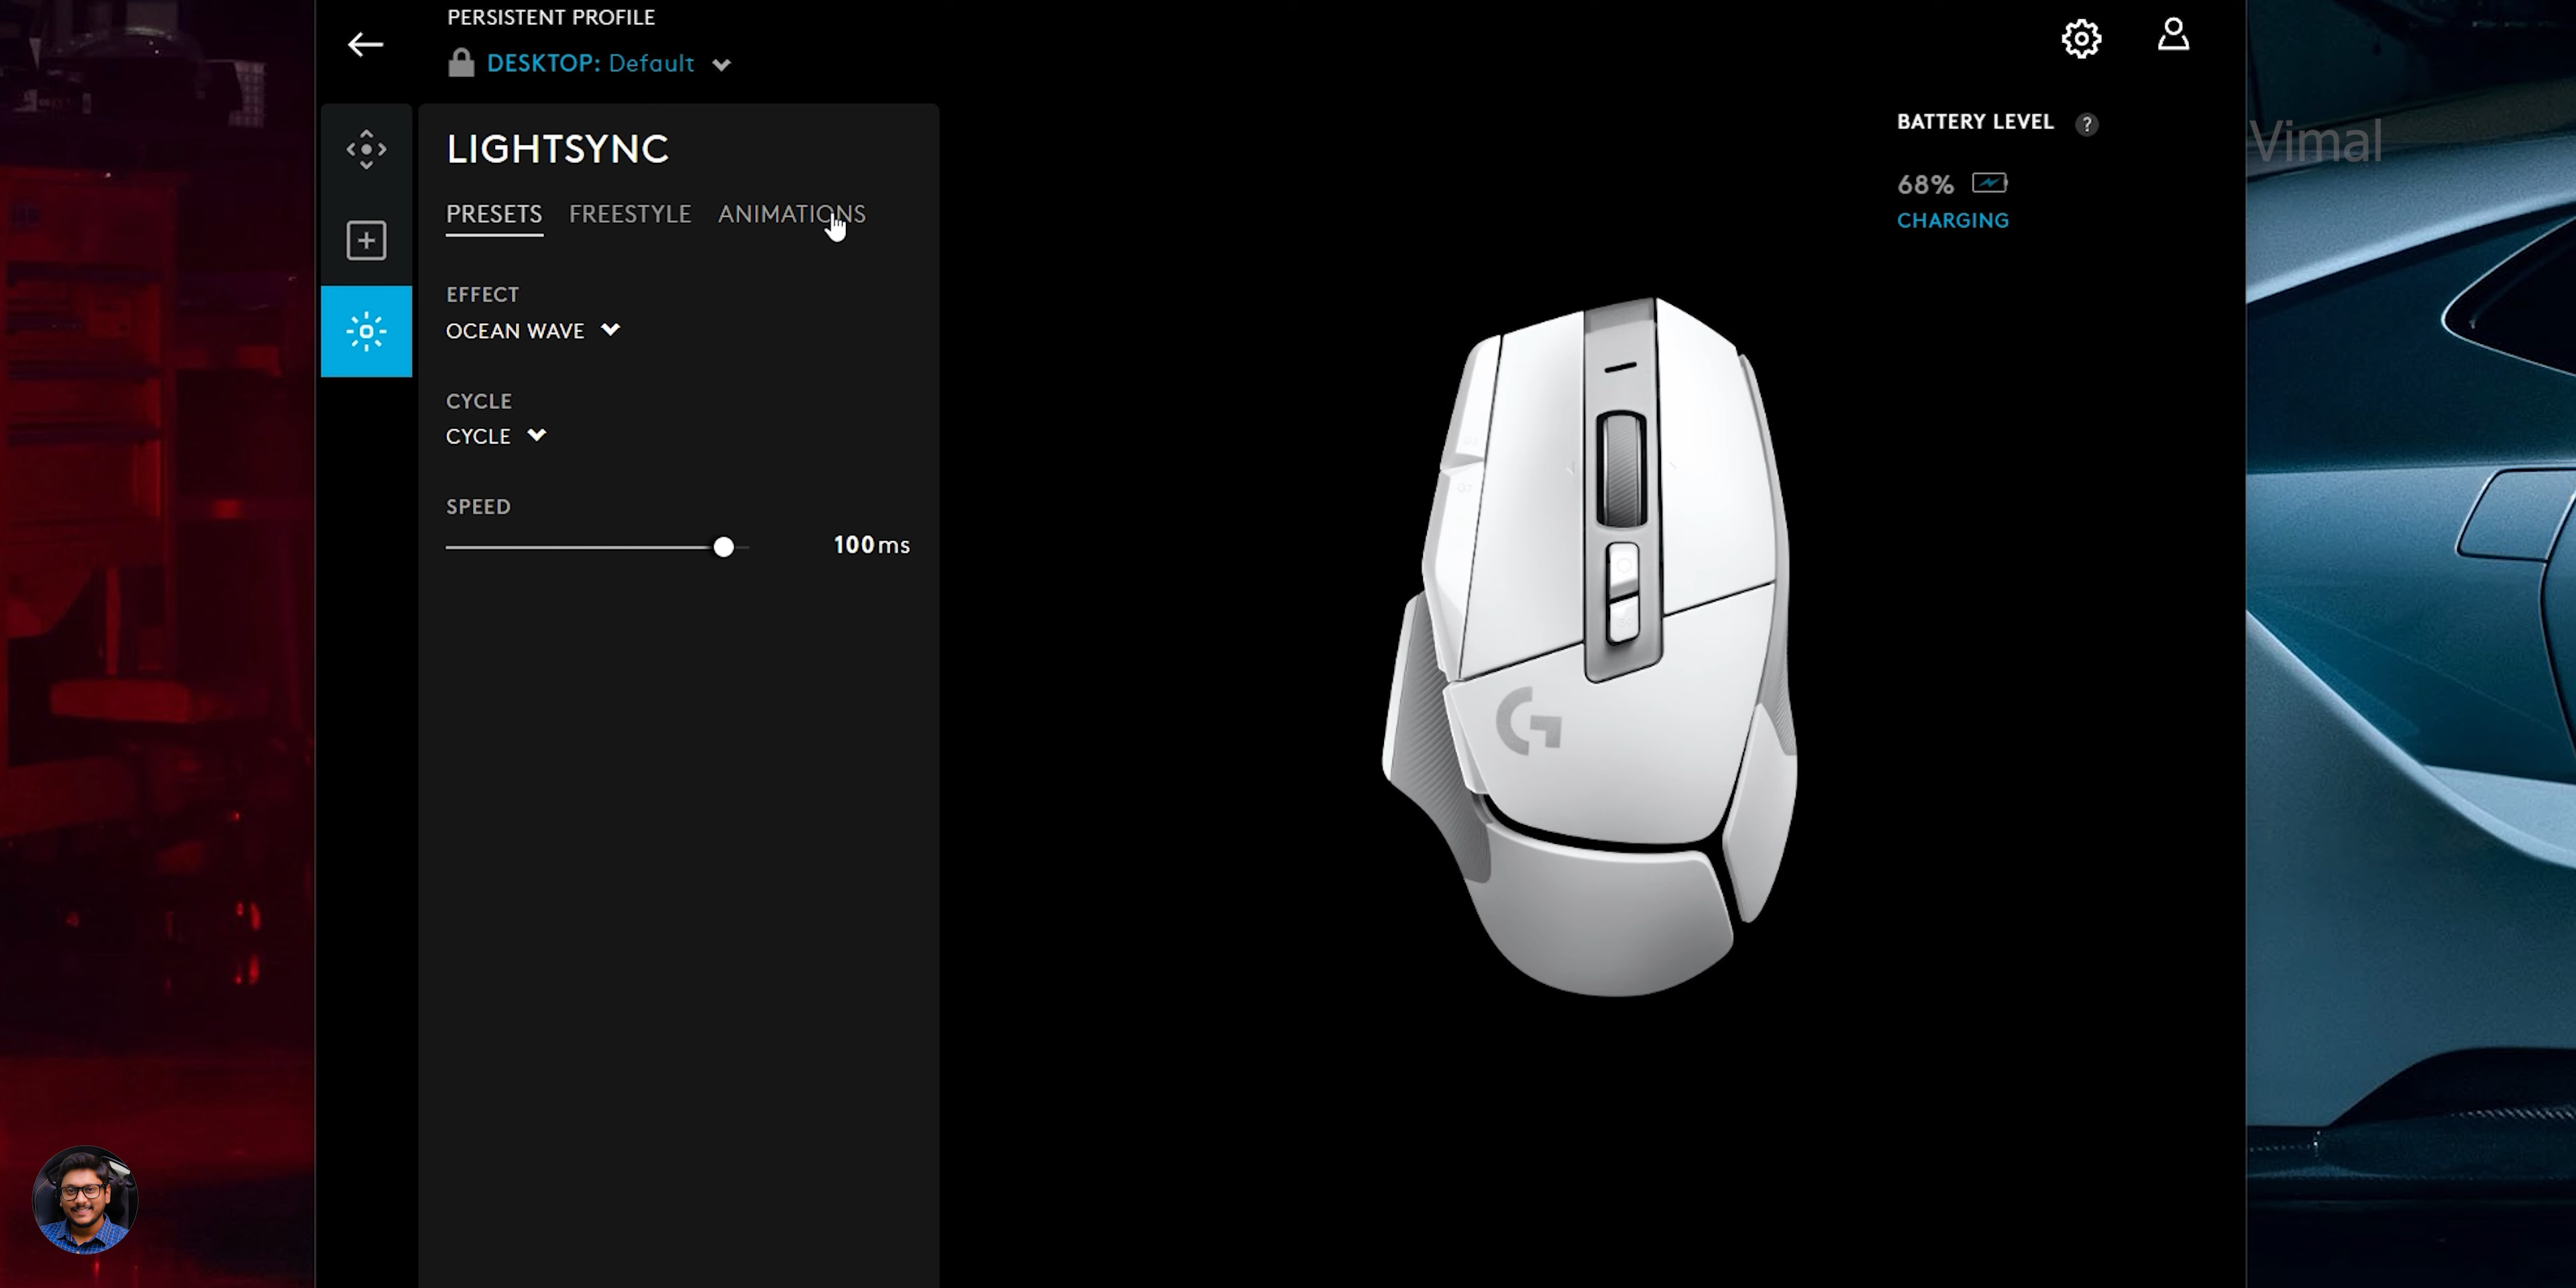 PERSISTENT PROFILE
DESKTOP: Default
LIGHTSYNC
PRESETS FREESTYLE ANIMATIONS
EFFECT
OCEAN WAVE
CYCLE
CYCLE
SPEED
100ms
BATTERY LEVEL ?
68%
CHARGING
Vimal